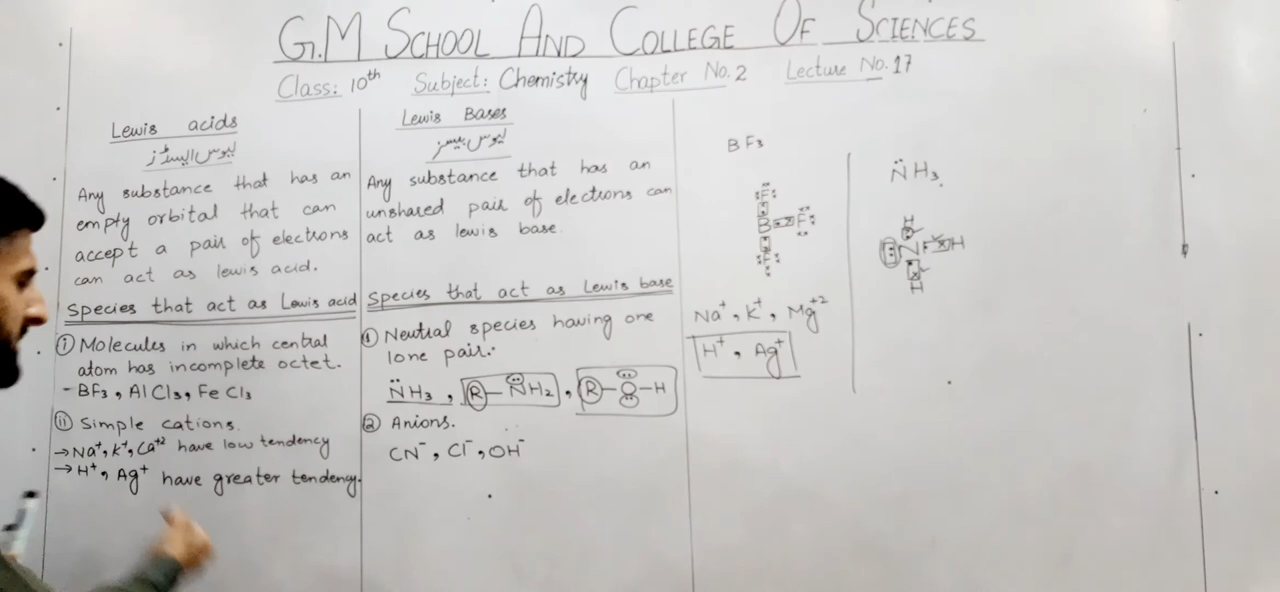 G.M SCHOOL AND COLLEGE OF SCIENCES
Class: 10th Subject: Chemistry Chapter No.2 Lecture No.17
Lewis acids
لیوس ایسڈز
Any substance that has an
empty orbital that can
accept a pair of electrons
can act as lewis acid.
Species that act as Lewis acid
(i) Molecules in which central
atom has incomplete octet.
- BF3, AlCl3, FeCl3
(ii) Simple cations.
→ Na+, K+, Ca+2 have low tendency
→ H+, Ag+ have greater tendency.
Lewis Bases
لیوس بیسز
Any substance that has an
unshared pair of electrons can
act as lewis base.
Species that act as Lewis base
① Neutral species having one
lone pair.
N̈H3, R-N̈H2, R-Ö-H
② Anions.
CN-, Cl-, OH-
BF3
F
B F
F
Na+, K+, Mg+2
H+, Ag+
N̈H3
H
N H
H